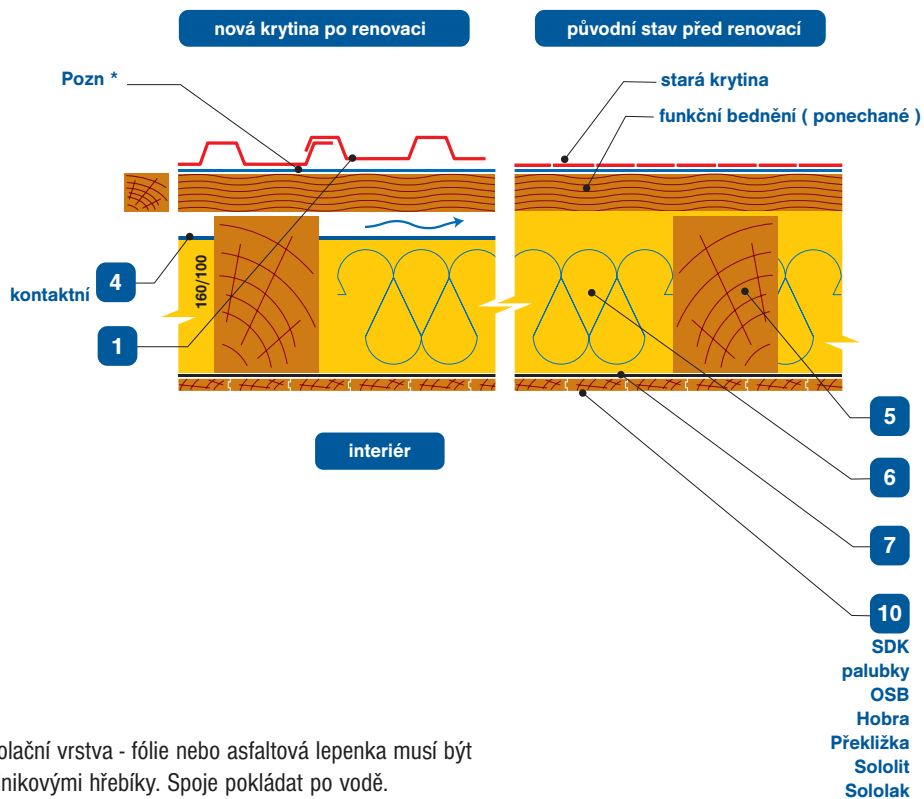 nová krytina po renovaci
původní stav před renovací
Pozn *
stará krytina
funkční bednění ( ponechané )
4
kontaktní
160/100
1
5
interiér
6
7
10
SDK
palubky
OSB
Hobra
Překližka
Sololit
Sololak
olační vrstva - fólie nebo asfaltová lepenka musí být
nikovými hřebíky. Spoje pokládat po vodě.